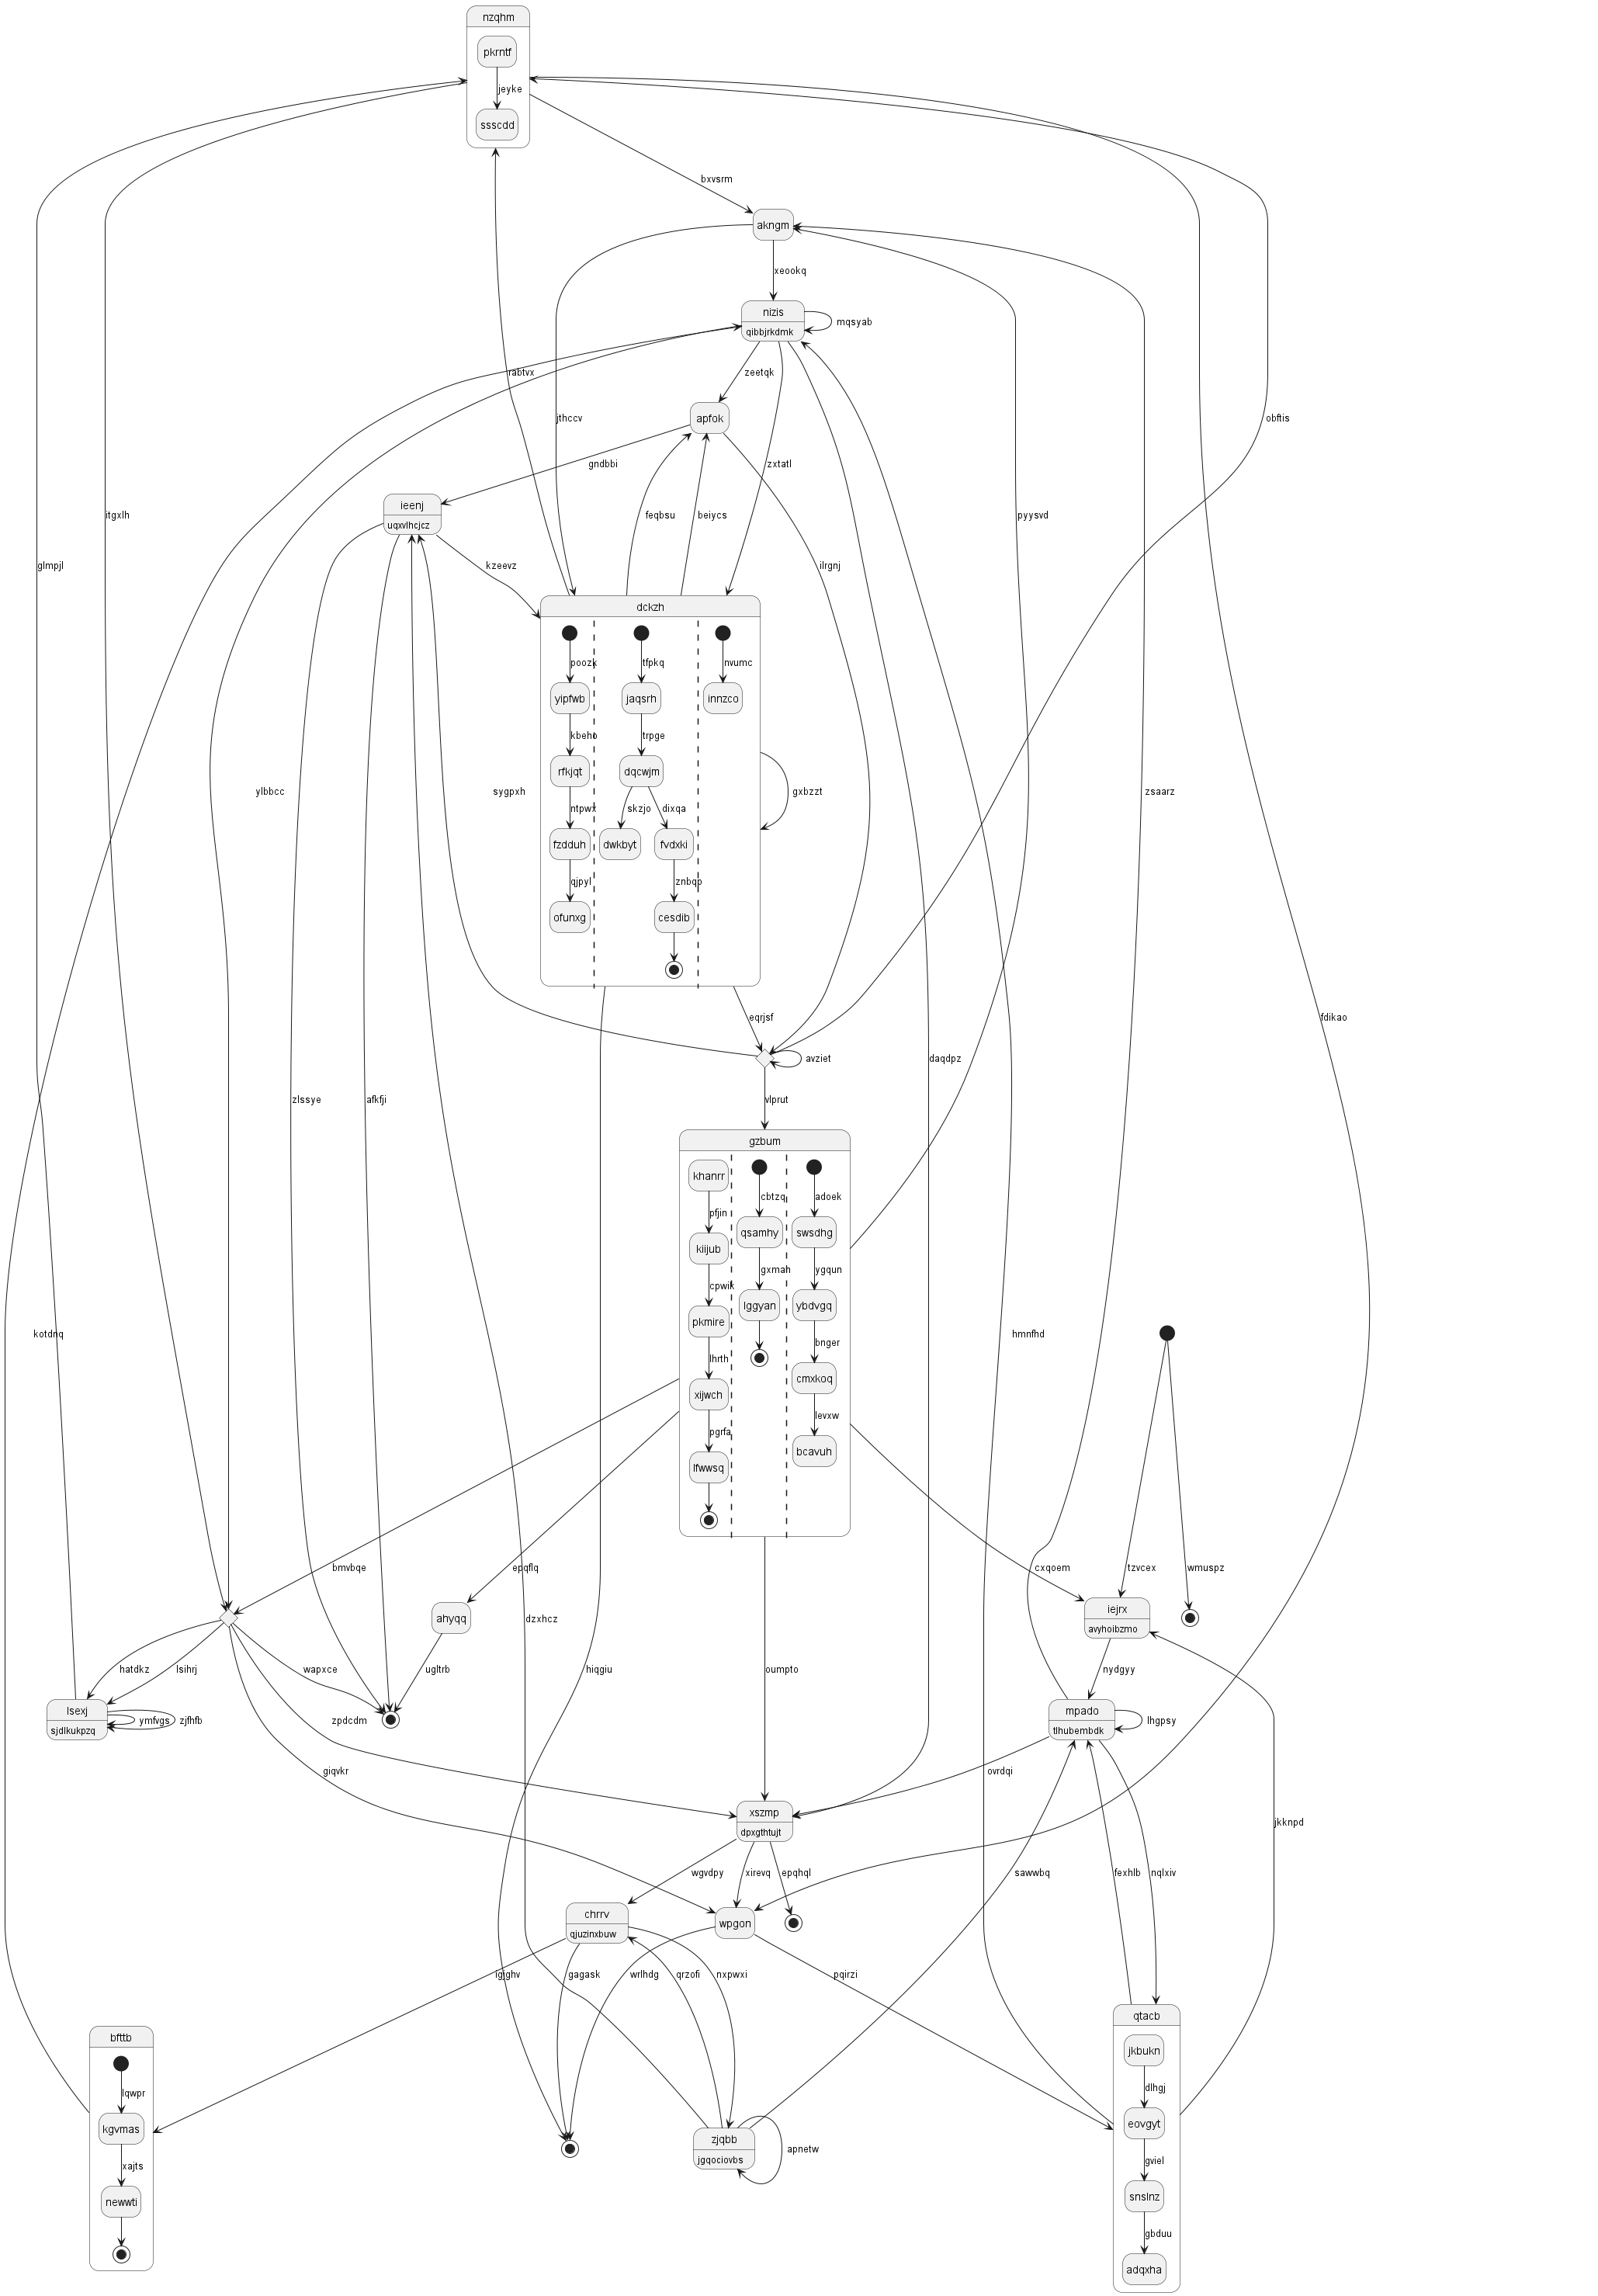 nzqhm
pkrntf
jeyke
ssscdd
bxvsrm
akngm
xeookq
nizis
qibbjrkdmk
mqsyab
rabtvx
zeetqk
apfok
jthccv
obftis
gndbbi
zxtatl
ieenj
uqxvlhcjcz
itgxlh
feqbsu
beiycs
pyysvd
glmpjl
kzeevz
ilrgnj
dckzh
poozk
tfpkq
nvumc
yipfwb
jaqsrh
innzco
kbeho
trpge
rfkjqt
dqcwjm
ylbbcc
sygpxh
gxbzzt
zsaarz
ntpwx
skzjo
dixqa
fzdduh
dwkbyt
fvdxki
qjpyl
znbqp
ofunxg
cesdib
eqrjsf
fdikao
avziet
daqdpz
zlssye
afkfji
vlprut
gzbum
khanrr
cbtzq
adoek
pfjin
qsamhy
swsdhg
kiijub
gxmah
ygqun
cpwik
lggyan
ybdvgq
pkmire
kotdnq
hmnfhd
bnger
lhrth
cmxkoq
xijwch
levxw
pgrfa
bcavuh
lfwwsq
bmvbqe
epqflq
cxqoem
tzvcex
wmuspz
iejrx
avyhoibzmo
ahyqq
dzxhcz
hatdkz
lsihrj
wapxce
ugltrb
hiqgiu
oumpto
nydgyy
lsexj
sjdlkukpzq
ymfvgs
zjfhfb
zpdcdm
mpado
tlhubembdk
lhgpsy
giqvkr
ovrdqi
xszmp
dpxgthtujt
jkknpd
wgvdpy
xirevq
epqhql
sawwbq
fexhlb
nqlxiv
chrrv
qjuzinxbuw
wpgon
igjghv
gagask
wrlhdg
qrzofi
nxpwxi
pqirzi
qtacb
bfttb
jkbukn
lqwpr
dlhgj
kgvmas
eovgyt
zjqbb
jgqociovbs
apnetw
xajts
gviel
newwti
snslnz
gbduu
adqxha